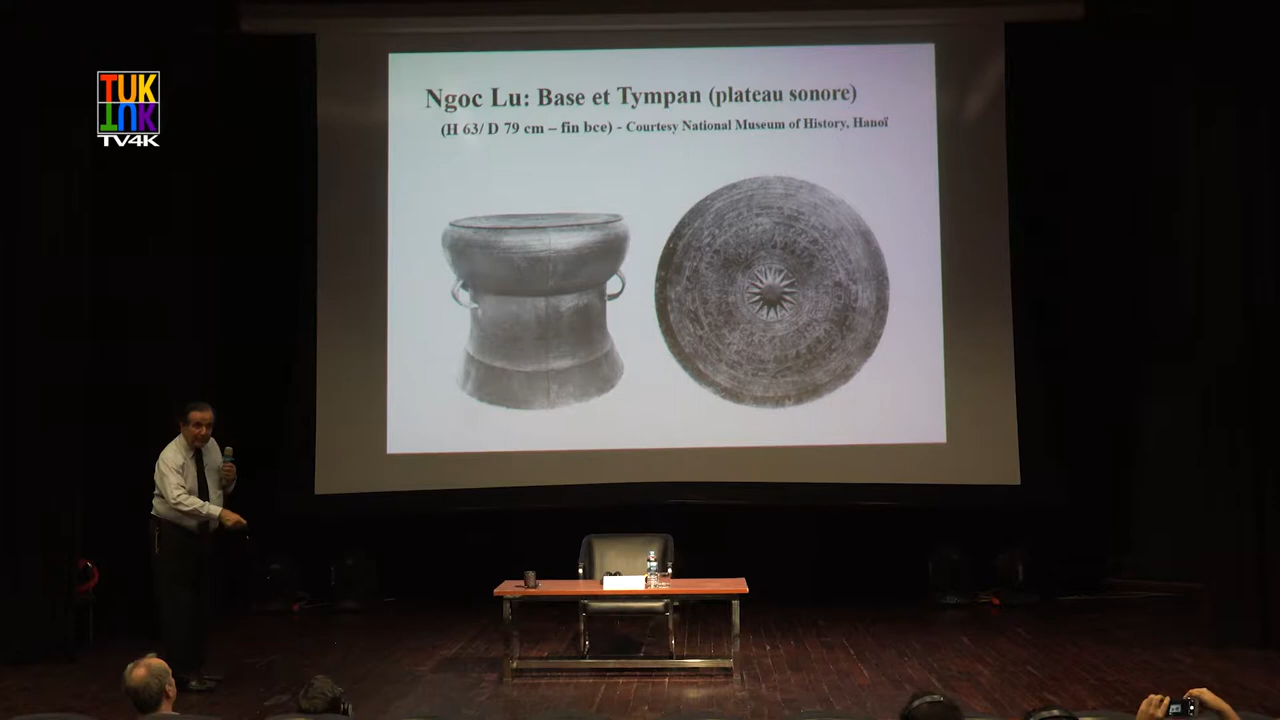 TUK
TUK
TV4K
Ngoc Lu: Base et Tympan (plateau sonore)
(H 63/ D 79 cm – fin bce) - Courtesy National Museum of History, Hanoï